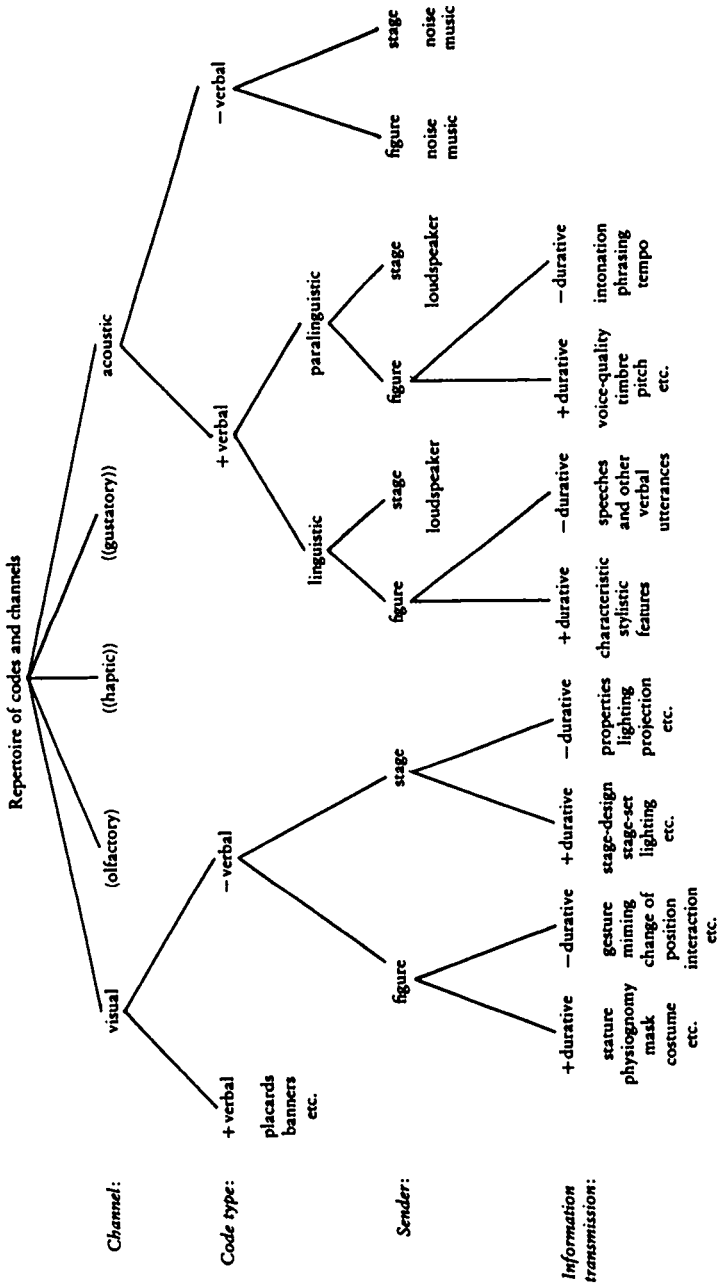 Repertoire of codes and channels
Channel:
visual
(olfactory)
((haptic))
((gustatory))
acoustic
Code type:
+ verbal
placards
banners
etc.
− verbal
+ verbal
− verbal
linguistic
paralinguistic
Sender:
figure
stage
figure
stage
loudspeaker
figure
stage
loudspeaker
figure
noise
music
stage
noise
music
Information
transmission:
+ durative
stature
physiognomy
mask
costume
etc.
− durative
gesture
miming
change of
position
interaction
etc.
+ durative
stage-design
stage-set
lighting
etc.
− durative
properties
lighting
projection
etc.
+ durative
characteristic
stylistic
features
− durative
speeches
and other
verbal
utterances
+ durative
voice-quality
timbre
pitch
etc.
− durative
intonation
phrasing
tempo